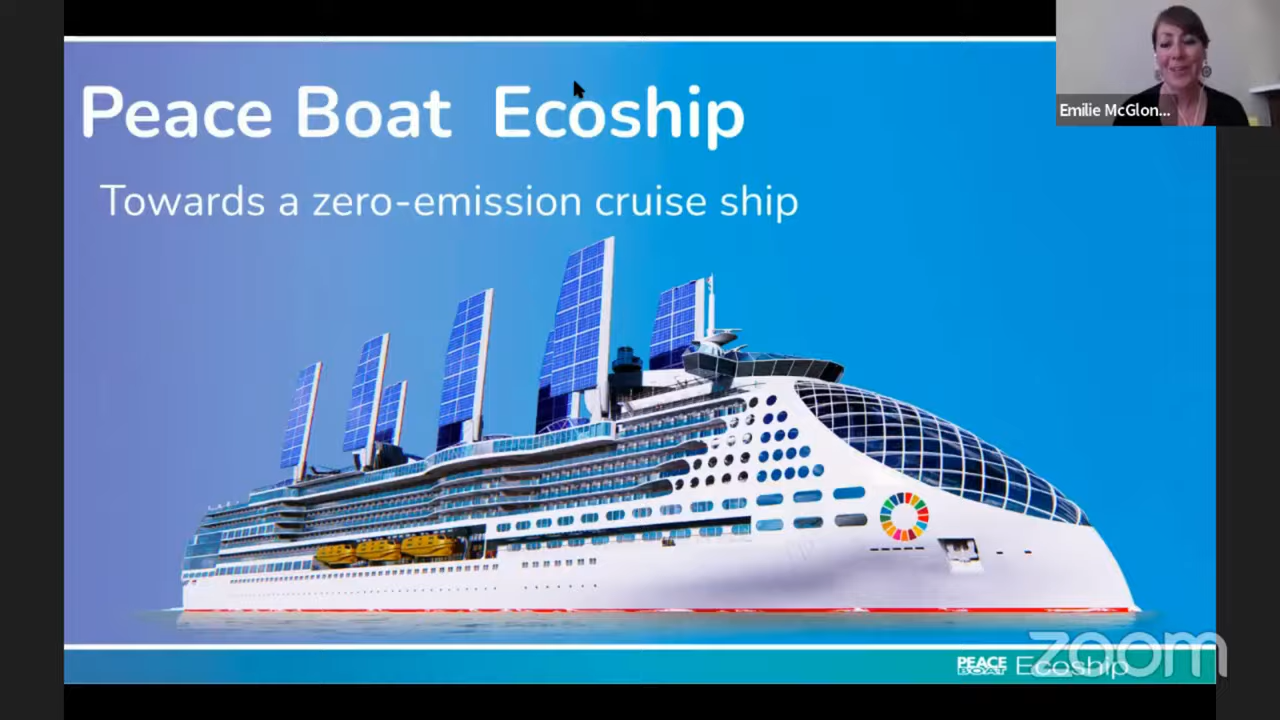 Peace Boat Ecoship
Towards a zero-emission cruise ship
Emilie McGlon...
PEACE BOAT Ecoship
zoom